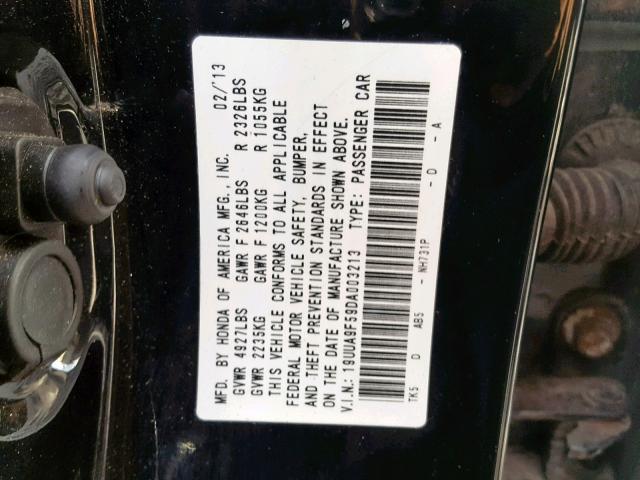 MFD. BY HONDA OF AMERICA MFG., INC. 02/'13
GVWR 4927LBS GAWR F 2646LBS R 2326LBS
GVWR 2235KG GAWR F 1200KG R 1055KG
THIS VEHICLE CONFORMS TO ALL APPLICABLE
FEDERAL MOTOR VEHICLE SAFETY, BUMPER,
AND THEFT PREVENTION STANDARDS IN EFFECT
ON THE DATE OF MANUFACTURE SHOWN ABOVE.
V.I.N.: 19UUA9F59DA003213 TYPE: PASSENGER CAR
TK5 D AB5 - NH731P - D - A